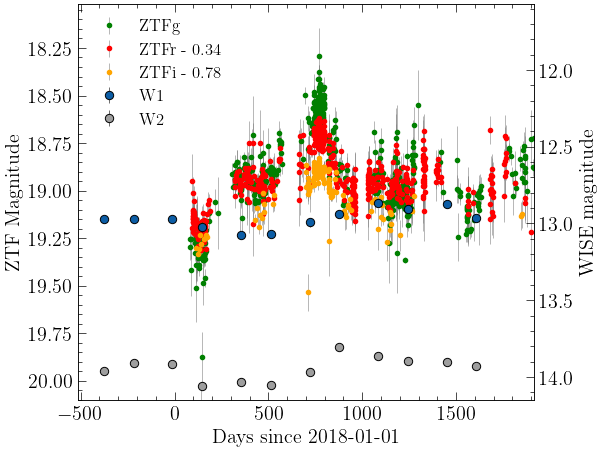 ZTFg
ZTFr - 0.34
ZTFi - 0.78
W1
W2
18.25
18.50
18.75
19.00
19.25
19.50
19.75
20.00
ZTF Magnitude
12.0
12.5
13.0
13.5
14.0
WISE magnitude
−500
0
500
1000
1500
Days since 2018-01-01